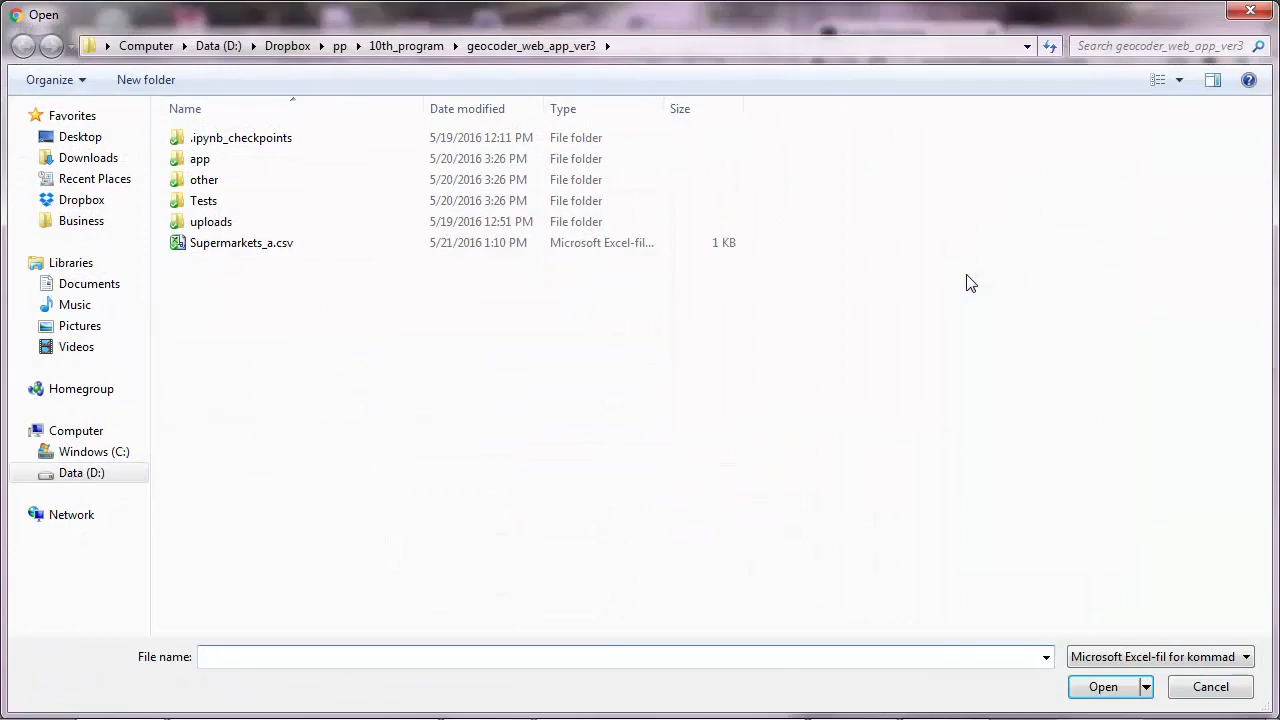 Open
Computer Data (D:) Dropbox pp 10th_program geocoder_web_app_ver3
Search geocoder_web_app_ver3
Organize New folder
Name Date modified Type Size
.ipynb_checkpoints 5/19/2016 12:11 PM File folder
app 5/20/2016 3:26 PM File folder
other 5/20/2016 3:26 PM File folder
Tests 5/20/2016 3:26 PM File folder
uploads 5/19/2016 12:51 PM File folder
Supermarkets_a.csv 5/21/2016 1:10 PM Microsoft Excel-fil... 1 KB
Favorites
Desktop
Downloads
Recent Places
Dropbox
Business
Libraries
Documents
Music
Pictures
Videos
Homegroup
Computer
Windows (C:)
Data (D:)
Network
File name:
Microsoft Excel-fil for kommad
Open Cancel